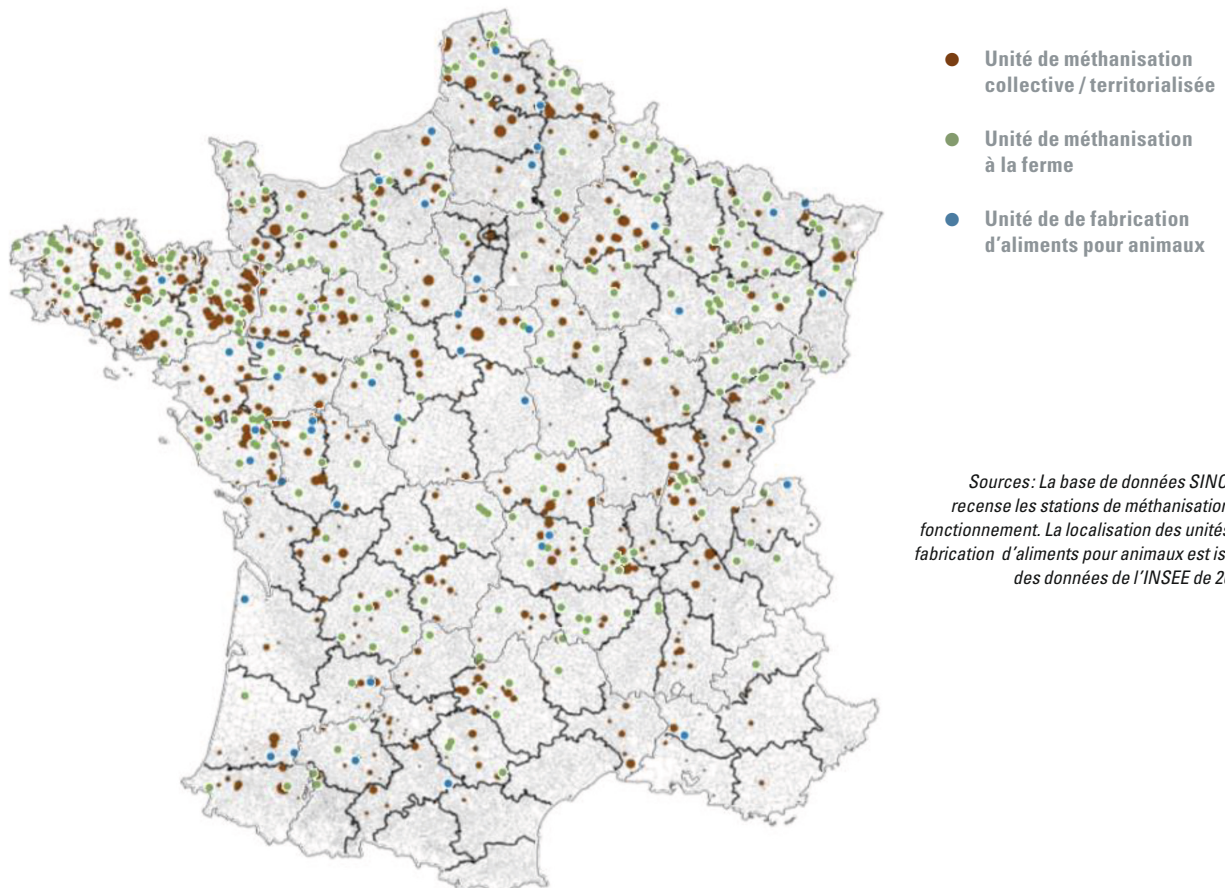 Unité de méthanisation
collective / territorialisée
Unité de méthanisation
à la ferme
Unité de de fabrication
d'aliments pour animaux
Sources: La base de données
recense les stations de méthanisation
fonctionnement. La localisation des unités
fabrication d'aliments pour animaux est
des données de l'INSEE de